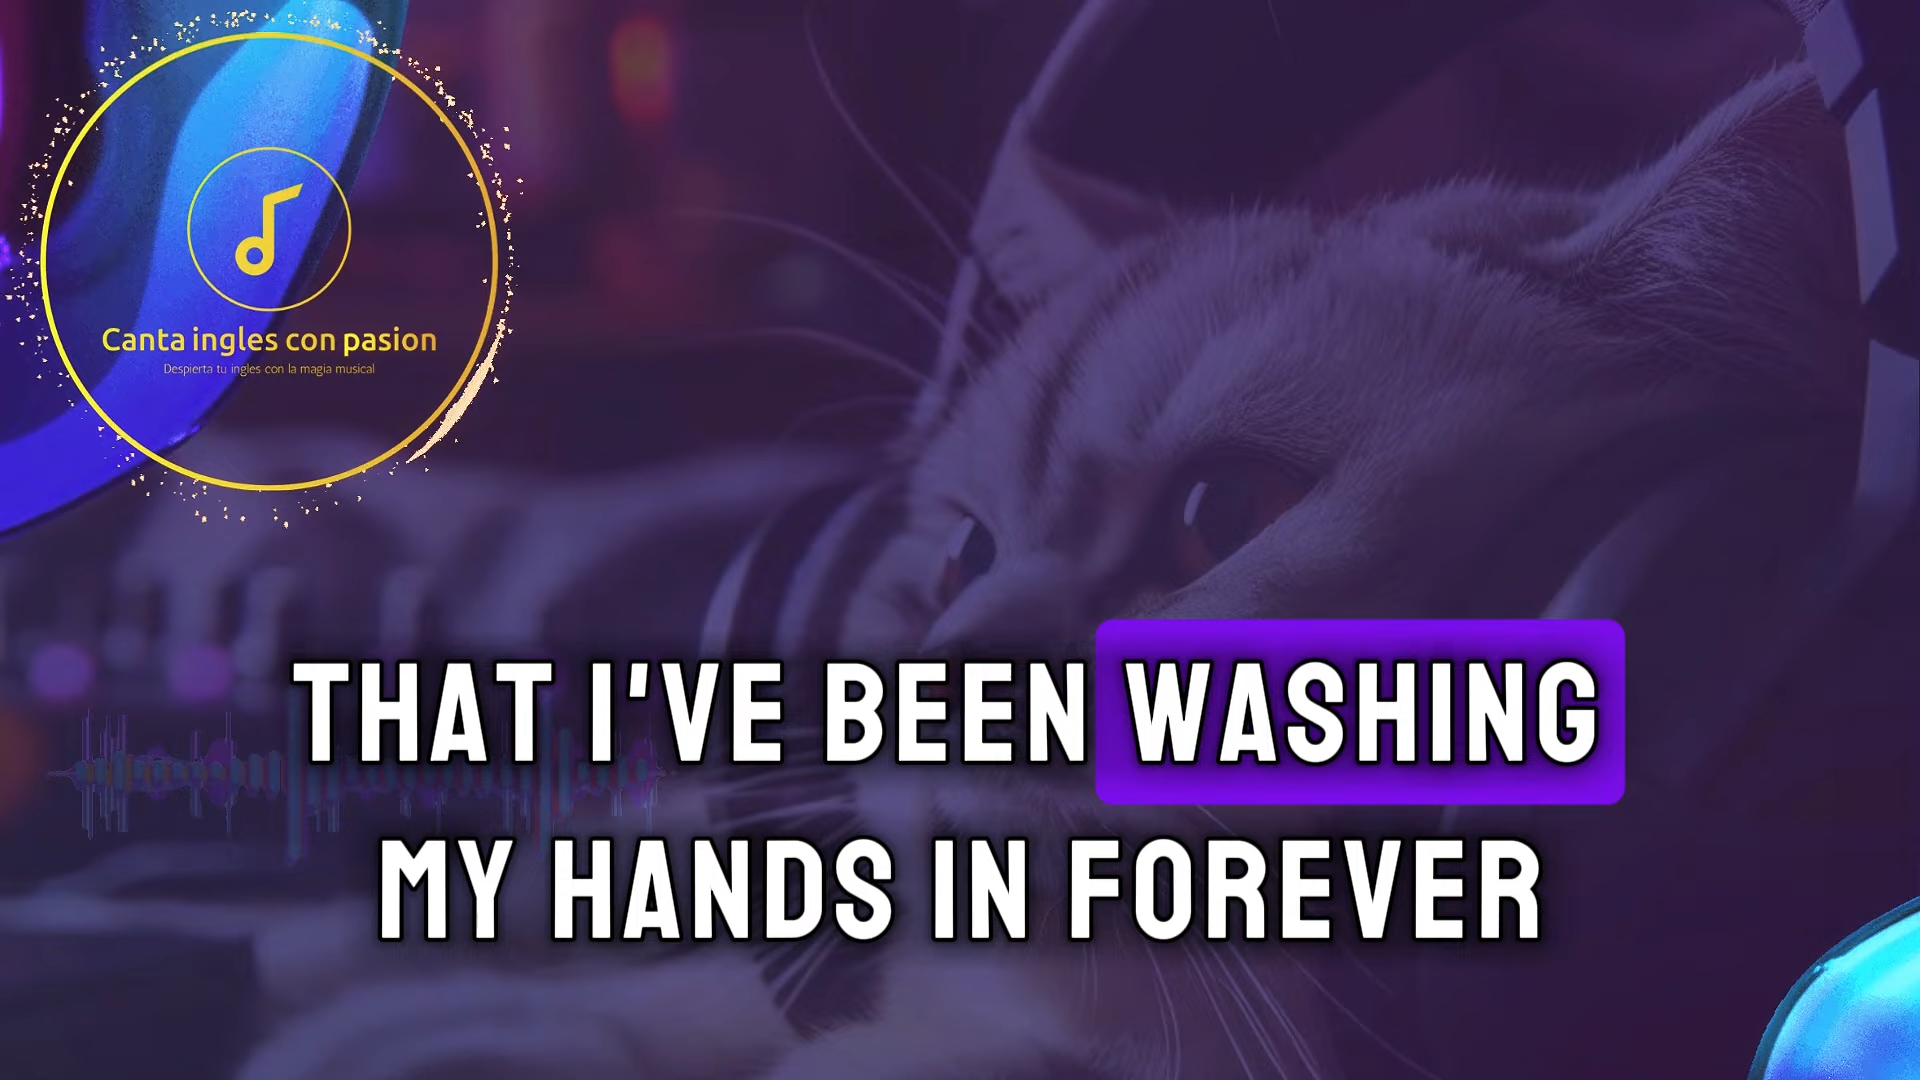 Canta ingles con pasion
Despierta tu ingles con la magia musical
THAT I'VE BEEN WASHING
MY HANDS IN FOREVER